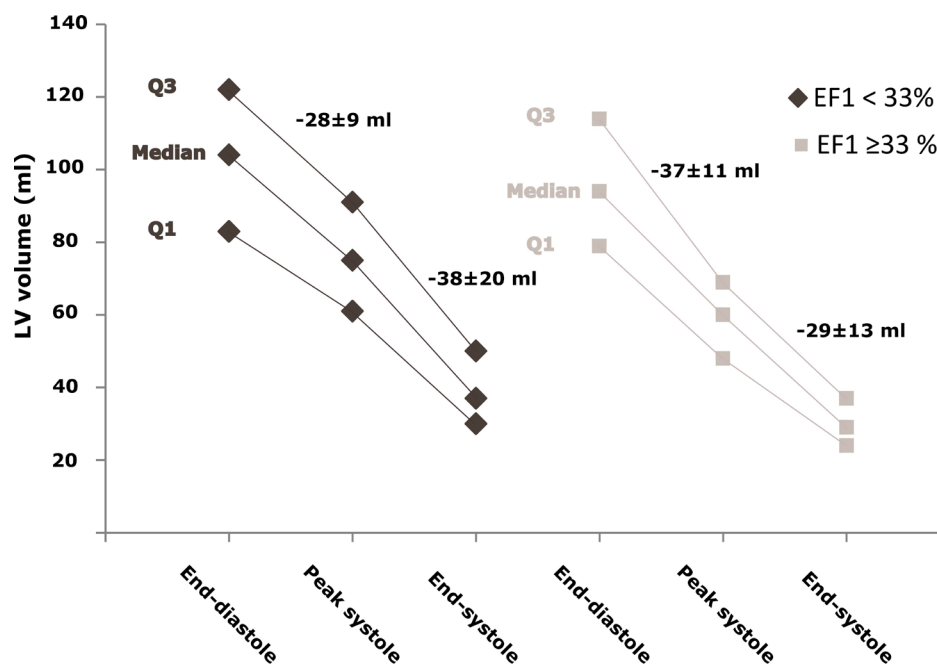 140
120
100
80
60
40
20
LV volume (ml)
Q3
Median
Q1
-28±9 ml
-38±20 ml
Q3
Median
Q1
-37±11 ml
-29±13 ml
EF1 < 33%
EF1 ≥33 %
End-diastole
Peak systole
End-systole
End-diastole
Peak systole
End-systole